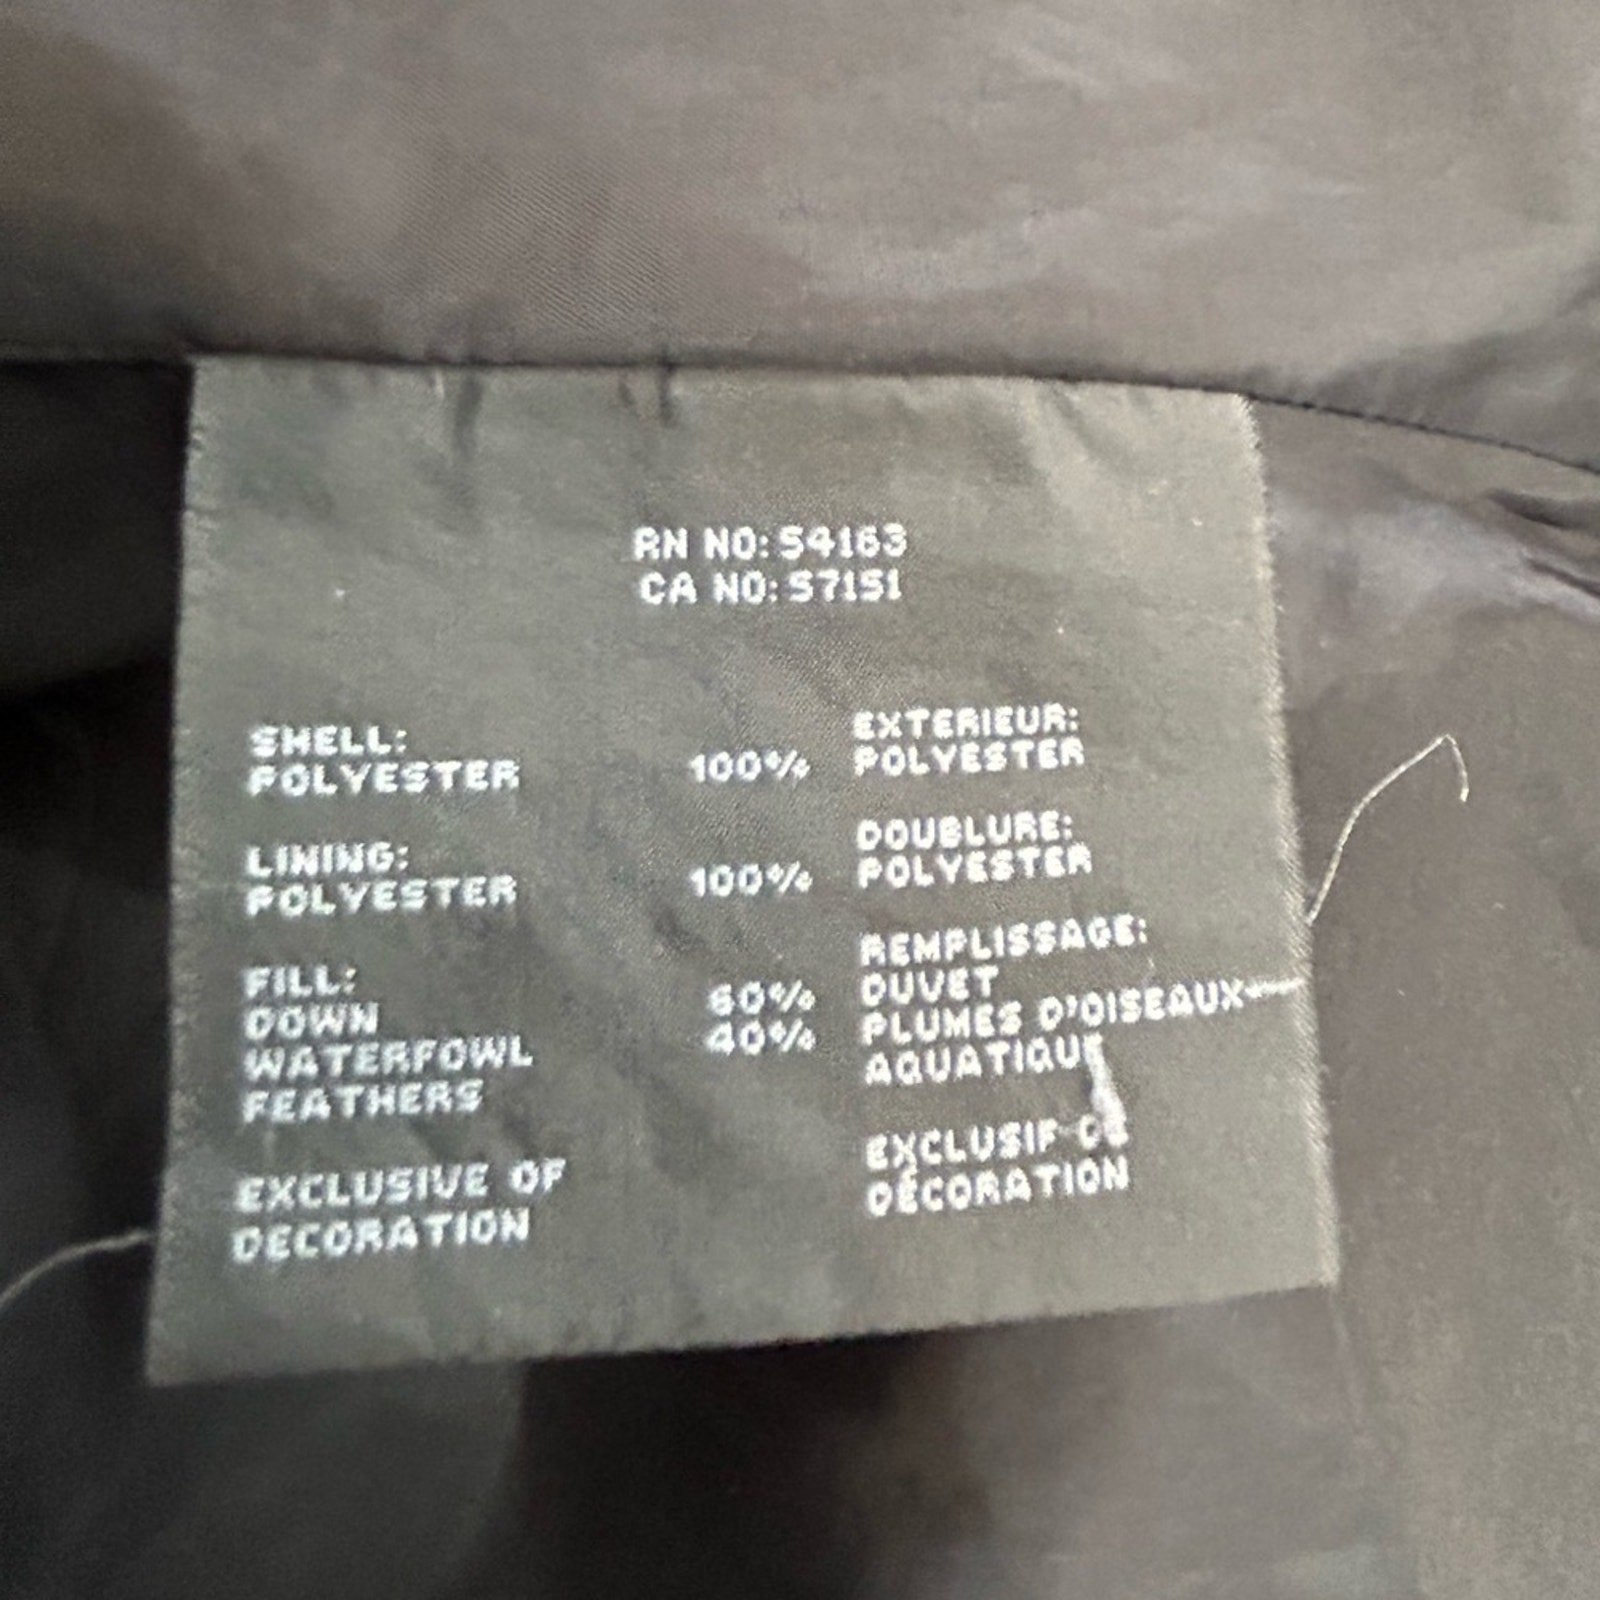 RN NO: 54163
CA NO: 57151
SHELL:
POLYESTER 100%
LINING:
POLYESTER 100%
FILL:
DOWN 60%
WATERFOWL 40%
FEATHERS
EXCLUSIVE OF
DECORATION
EXTERIEUR:
POLYESTER
DOUBLURE:
POLYESTER
REMPLISSAGE:
DUVET
PLUMES D'OISEAUX
AQUATIQUE
EXCLUSIF DE
DÉCORATION